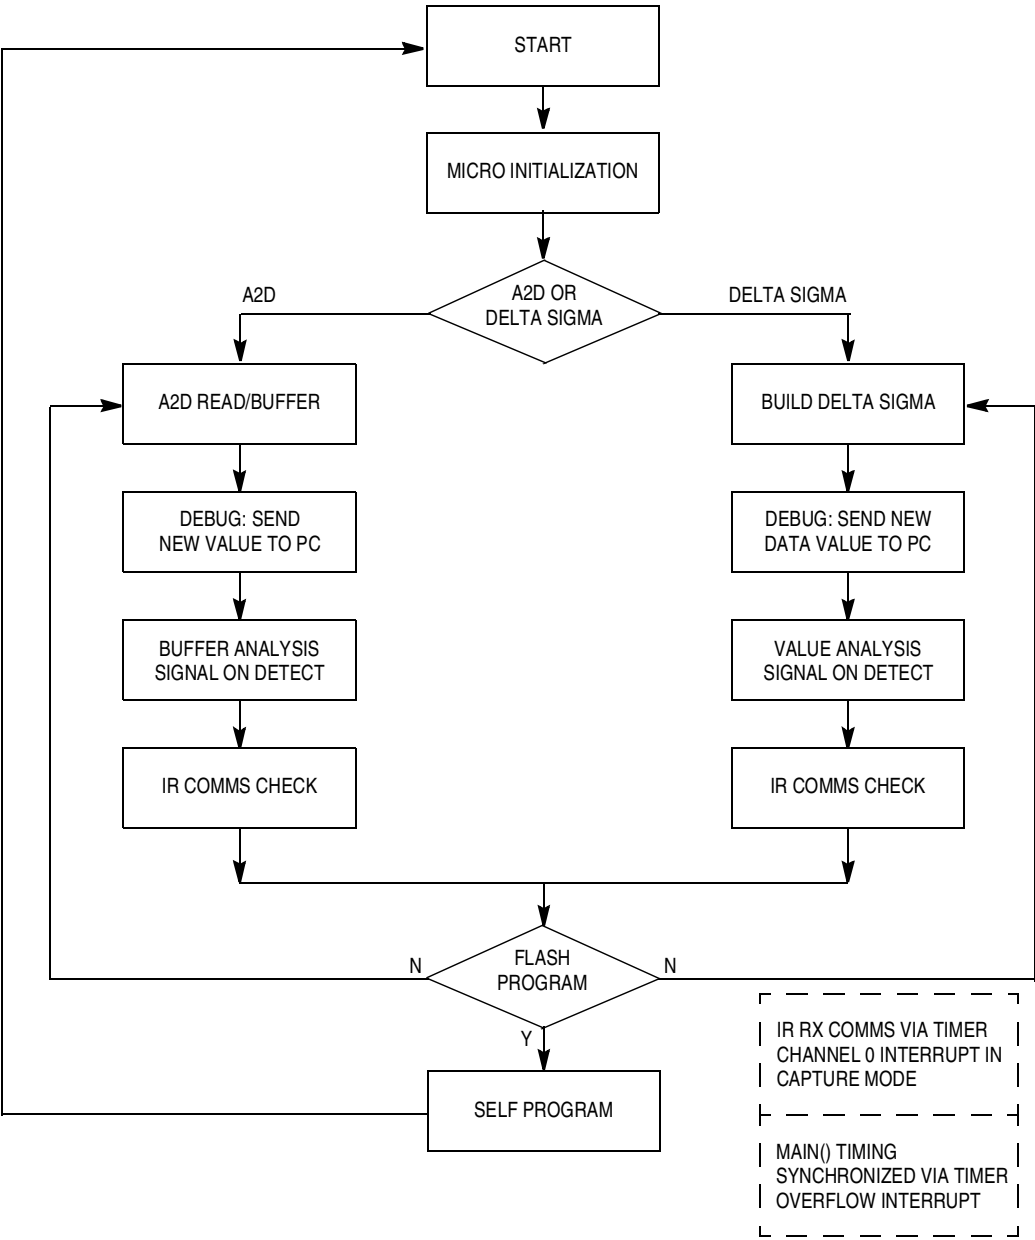 START
MICRO INITIALIZATION
A2D
A2D OR
DELTA SIGMA
DELTA SIGMA
A2D READ/BUFFER
BUILD DELTA SIGMA
DEBUG: SEND
NEW VALUE TO PC
DEBUG: SEND NEW
DATA VALUE TO PC
BUFFER ANALYSIS
SIGNAL ON DETECT
VALUE ANALYSIS
SIGNAL ON DETECT
IR COMMS CHECK
IR COMMS CHECK
N
FLASH
PROGRAM
N
Y
SELF PROGRAM
IR RX COMMS VIA TIMER
CHANNEL 0 INTERRUPT IN
CAPTURE MODE
MAIN() TIMING
SYNCHRONIZED VIA TIMER
OVERFLOW INTERRUPT